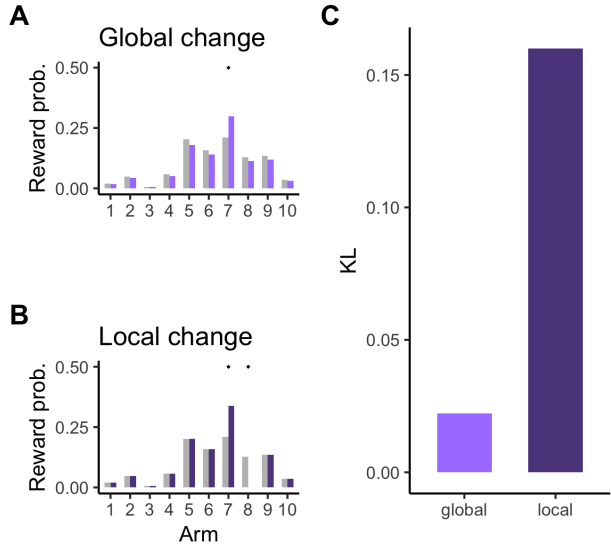 A
Global change
Reward prob.
0.50
0.25
0.00
1 2 3 4 5 6 7 8 9 10
B
Local change
Reward prob.
0.50
0.25
0.00
1 2 3 4 5 6 7 8 9 10
Arm
C
KL
0.15
0.10
0.05
0.00
global local